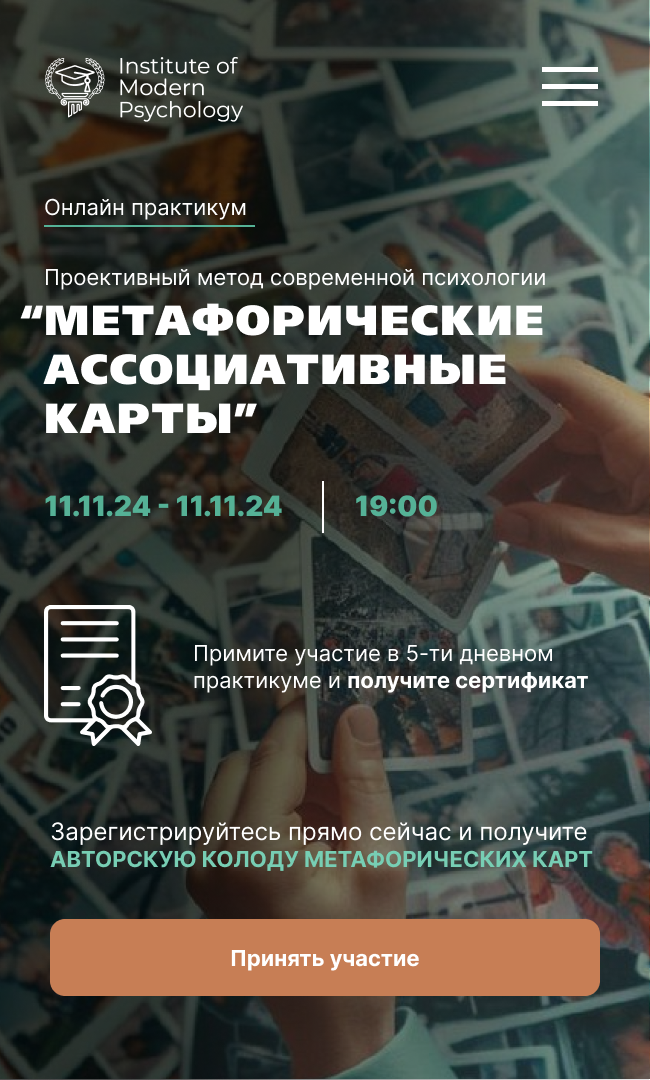 Institute of
Modern
Psychology
Онлайн практикум
Проективный метод современной психологии
“МЕТАФОРИЧЕСКИЕ
АССОЦИАТИВНЫЕ
КАРТЫ”
11.11.24 - 11.11.24 19:00
Примите участие в 5-ти дневном
практикуме и получите сертификат
Зарегистрируйтесь прямо сейчас и получите
АВТОРСКУЮ КОЛОДУ МЕТАФОРИЧЕСКИХ КАРТ
Принять участие